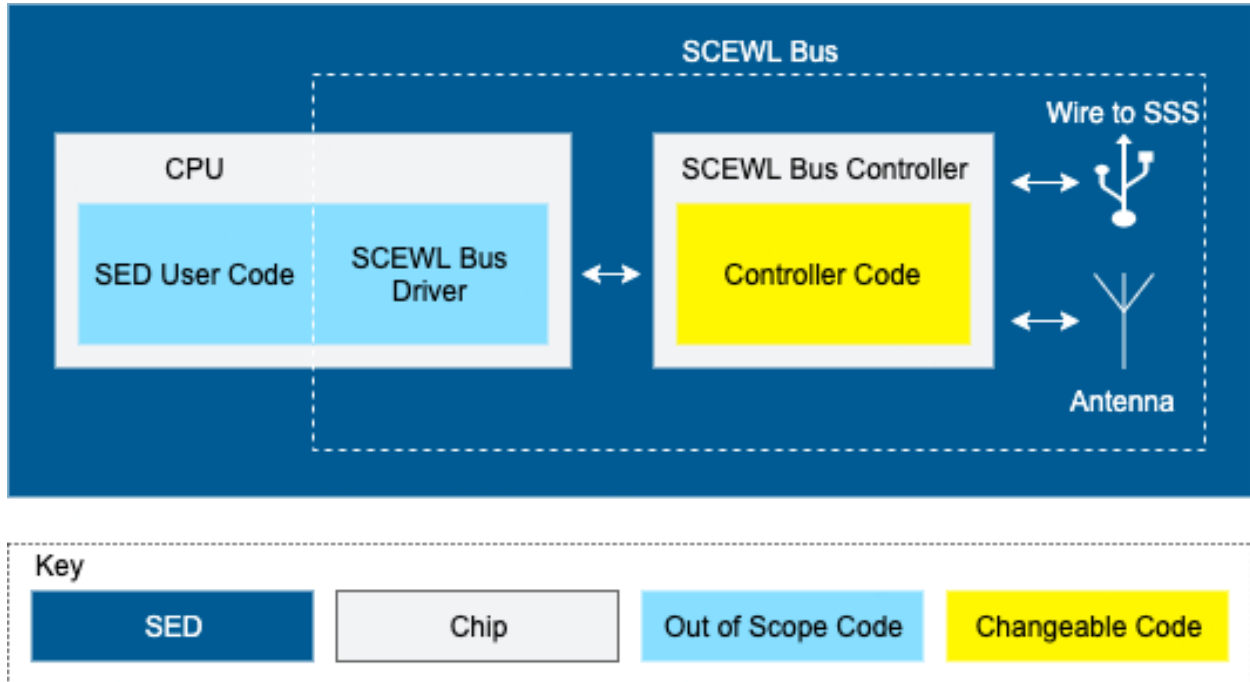 SCEWL Bus
Wire to SSS
CPU
SCEWL Bus Controller
SED User Code
SCEWL Bus
Driver
Controller Code
Antenna
Key
SED
Chip
Out of Scope Code
Changeable Code